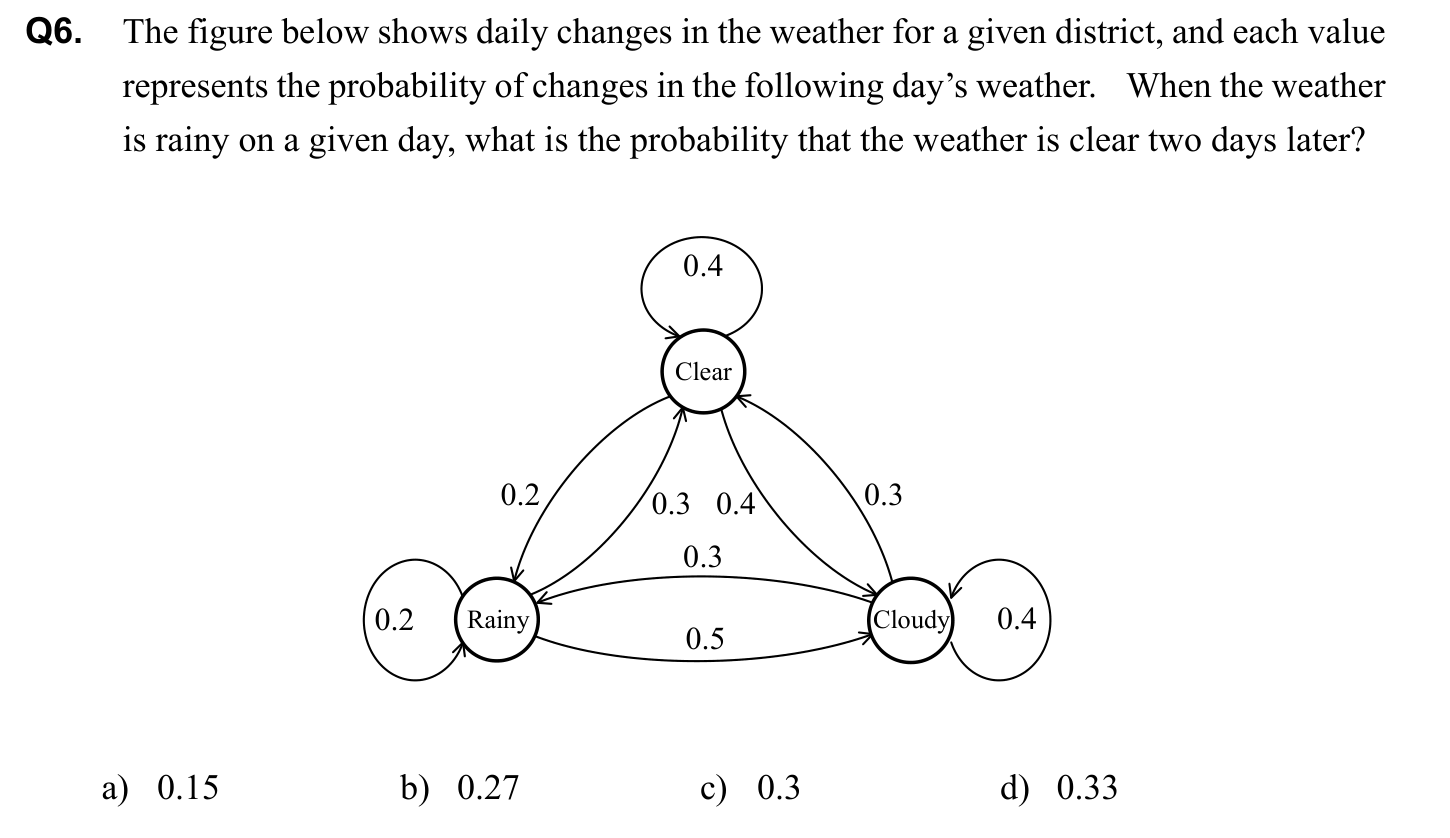 Q6. The figure below shows daily changes in the weather for a given district, and each value
represents the probability of changes in the following day’s weather. When the weather
is rainy on a given day, what is the probability that the weather is clear two days later?
0.4
Clear
0.2
0.3 0.4
0.3
0.3
0.2
Rainy
Cloudy
0.4
0.5
a) 0.15 b) 0.27 c) 0.3 d) 0.33